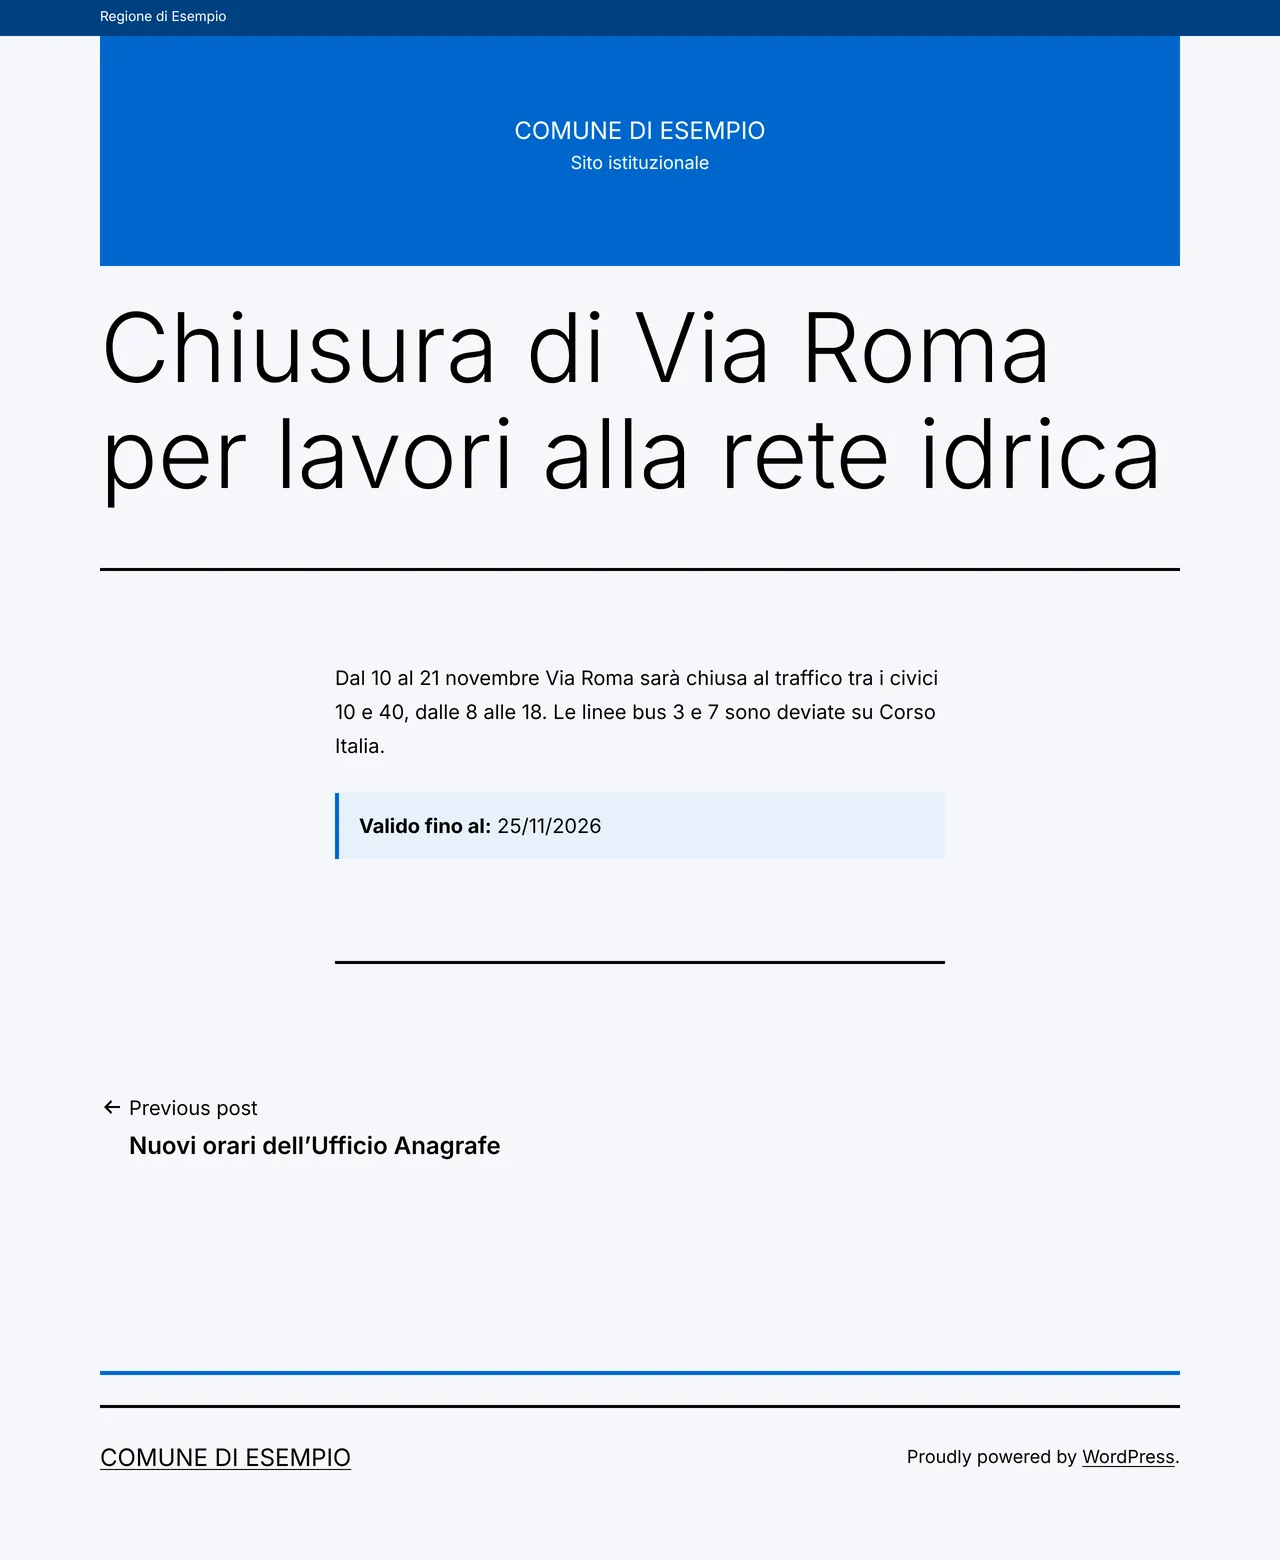 Regione di Esempio
COMUNE DI ESEMPIO
Sito istituzionale
Chiusura di Via Roma
per lavori alla rete idrica
Dal 10 al 21 novembre Via Roma sarà chiusa al traffico tra i civici
10 e 40, dalle 8 alle 18. Le linee bus 3 e 7 sono deviate su Corso
Italia.
Valido fino al: 25/11/2026
← Previous post
Nuovi orari dell’Ufficio Anagrafe
COMUNE DI ESEMPIO
Proudly powered by WordPress.